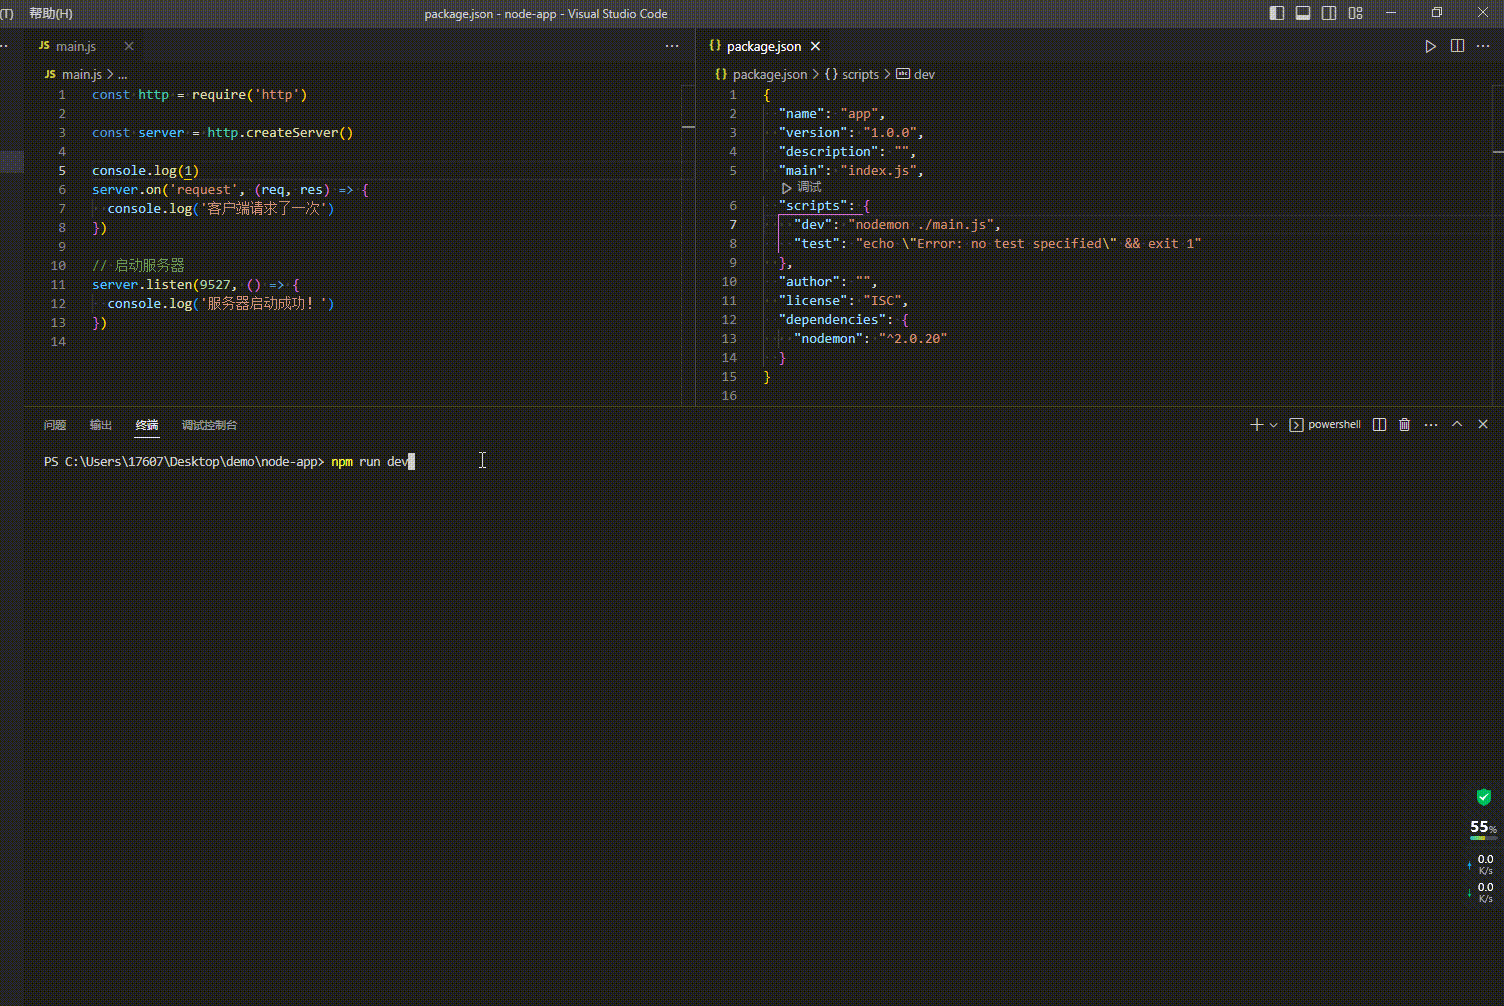 (T) 帮助(H)
package.json - node-app - Visual Studio Code
JS main.js
JS main.js > ...
1 const http = require('http')
2
3 const server = http.createServer()
4
5 console.log(1)
6 server.on('request', (req, res) => {
7 console.log('客户端请求了一次')
8 })
9
10 // 启动服务器
11 server.listen(9527, () => {
12 console.log('服务器启动成功! ')
13 })
14
{} package.json
{} package.json > {} scripts > dev
1 {
2 "name": "app",
3 "version": "1.0.0",
4 "description": "",
5 "main": "index.js",
调试
6 "scripts": {
7 "dev": "nodemon ./main.js",
8 "test": "echo \"Error: no test specified\" && exit 1"
9 },
10 "author": "",
11 "license": "ISC",
12 "dependencies": {
13 "nodemon": "^2.0.20"
14 }
15 }
16
问题 输出 终端 调试控制台
powershell
PS C:\Users\17607\Desktop\demo\node-app> npm run dev
55%
0.0
K/s
0.0
K/s